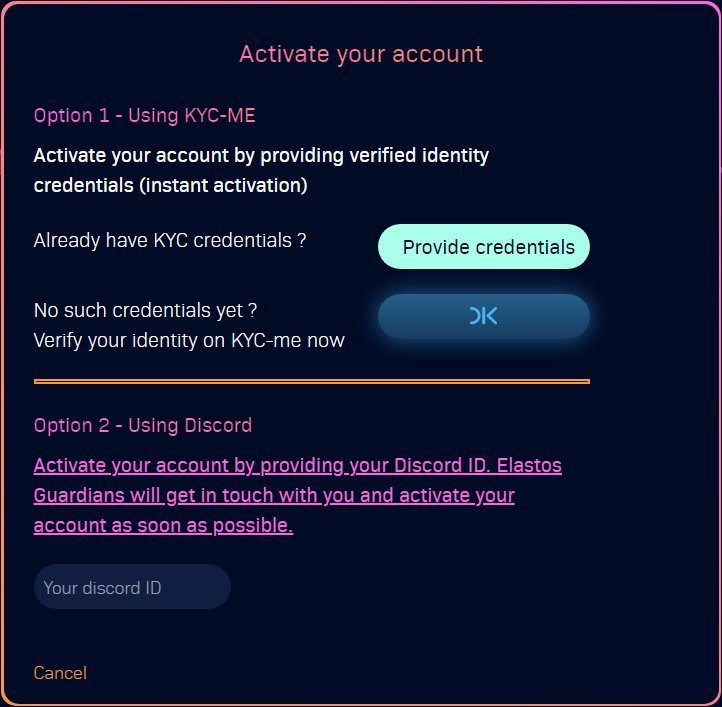 Activate your account
Option 1 - Using KYC-ME
Activate your account by providing verified identity
credentials (instant activation)
Already have KYC credentials ?
Provide credentials
No such credentials yet ?
Verify your identity on KYC-me now
Option 2 - Using Discord
Activate your account by providing your Discord ID. Elastos
Guardians will get in touch with you and activate your
account as soon as possible.
Your discord ID
Cancel